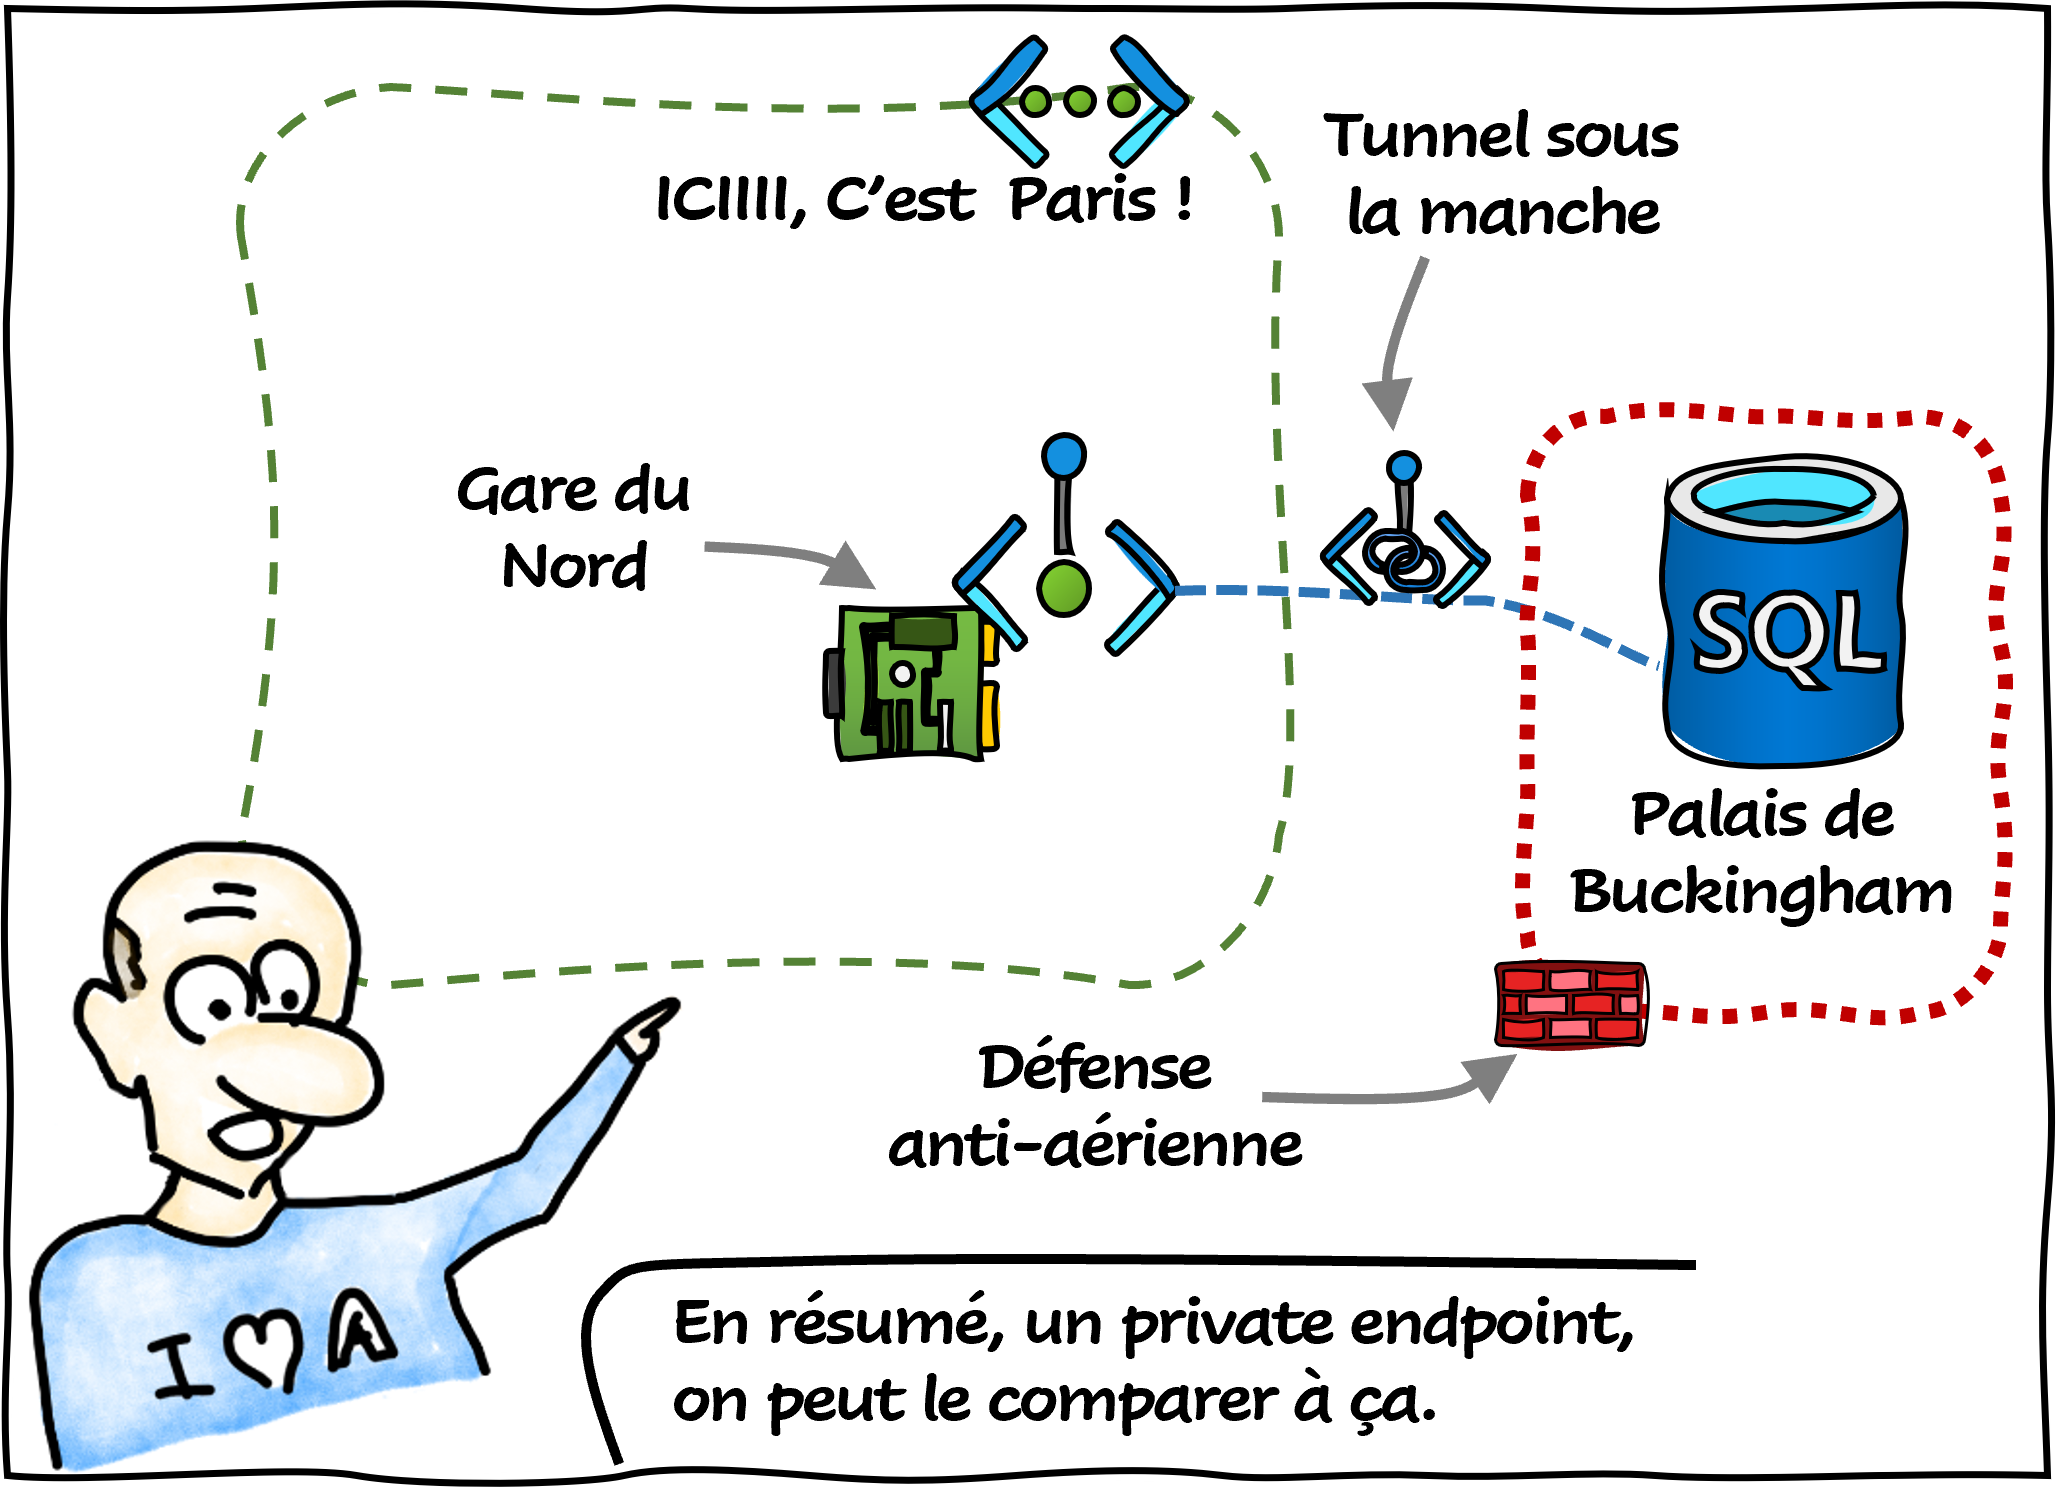 ICIIII, C'est Paris !
Tunnel sous
la manche
Gare du
Nord
SQL
Palais de
Buckingham
Défense
anti-aérienne
I ♡ A
En résumé, un private endpoint,
on peut le comparer à ça.